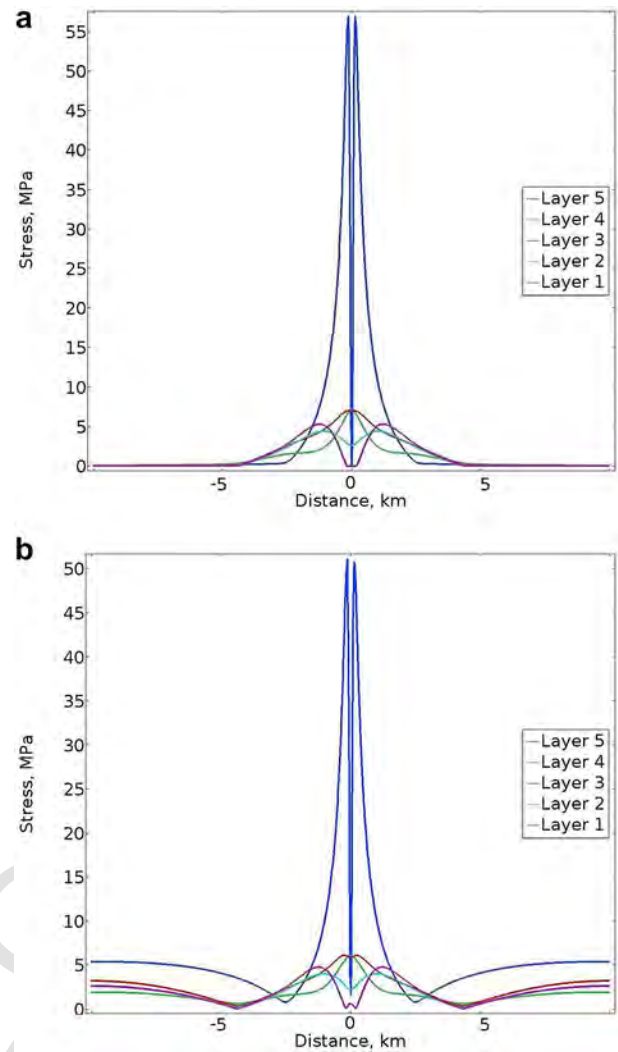 a
55
50
45
40
35
30
25
20
15
10
5
0
Stress, MPa
Layer 5
Layer 4
Layer 3
Layer 2
Layer 1
-5
0
5
Distance, km
b
50
45
40
35
30
25
20
15
10
5
0
Stress, MPa
Layer 5
Layer 4
Layer 3
Layer 2
Layer 1
-5
0
5
Distance, km